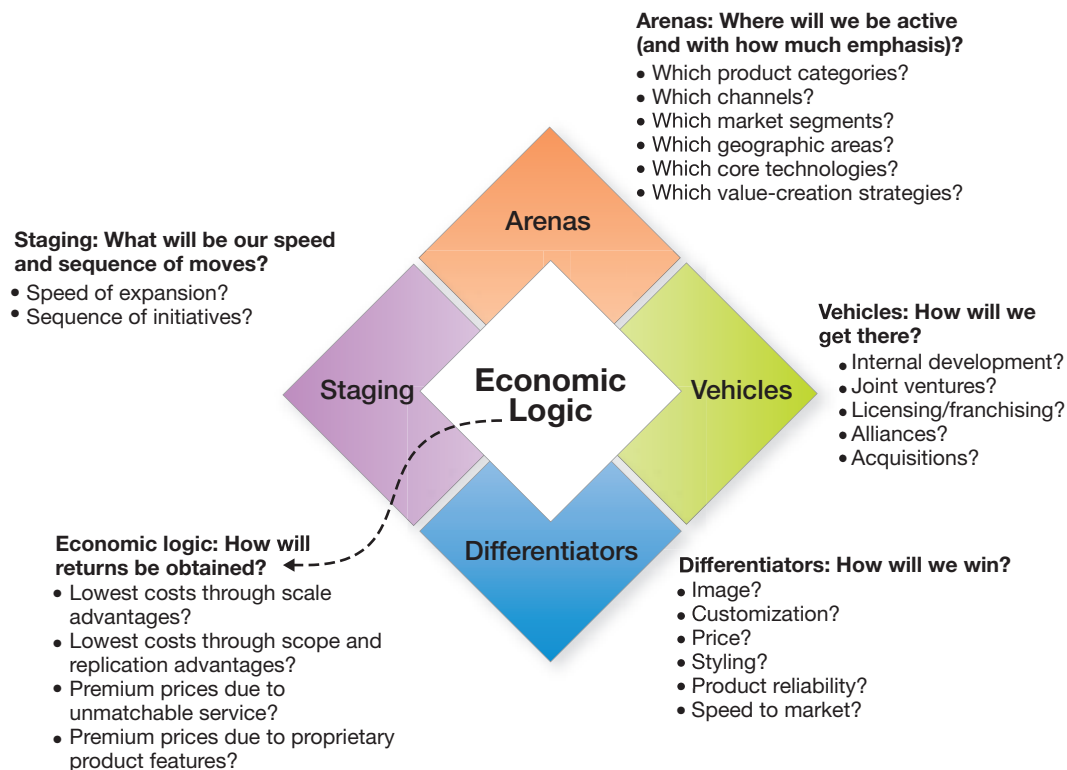 Arenas: Where will we be active
(and with how much emphasis)?
• Which product categories?
• Which channels?
• Which market segments?
• Which geographic areas?
• Which core technologies?
• Which value-creation strategies?
Arenas
Staging: What will be our speed
and sequence of moves?
• Speed of expansion?
• Sequence of initiatives?
Vehicles: How will we
get there?
• Internal development?
• Joint ventures?
• Licensing/franchising?
• Alliances?
• Acquisitions?
Staging
Economic
Logic
Vehicles
Differentiators
Economic logic: How will
returns be obtained?
• Lowest costs through scale
advantages?
• Lowest costs through scope and
replication advantages?
• Premium prices due to
unmatchable service?
• Premium prices due to proprietary
product features?
Differentiators: How will we win?
• Image?
• Customization?
• Price?
• Styling?
• Product reliability?
• Speed to market?